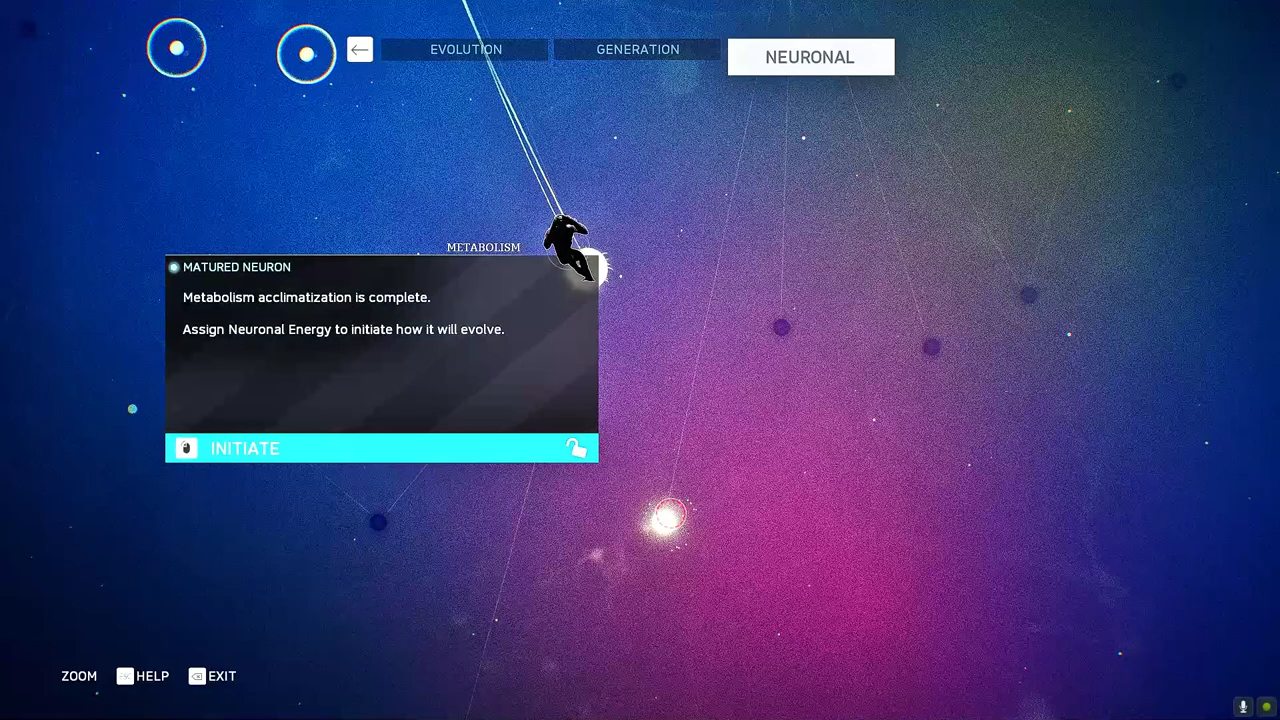 EVOLUTION
GENERATION
NEURONAL
METABOLISM
MATURED NEURON
Metabolism acclimatization is complete.
Assign Neuronal Energy to initiate how it will evolve.
INITIATE
ZOOM
HELP
EXIT